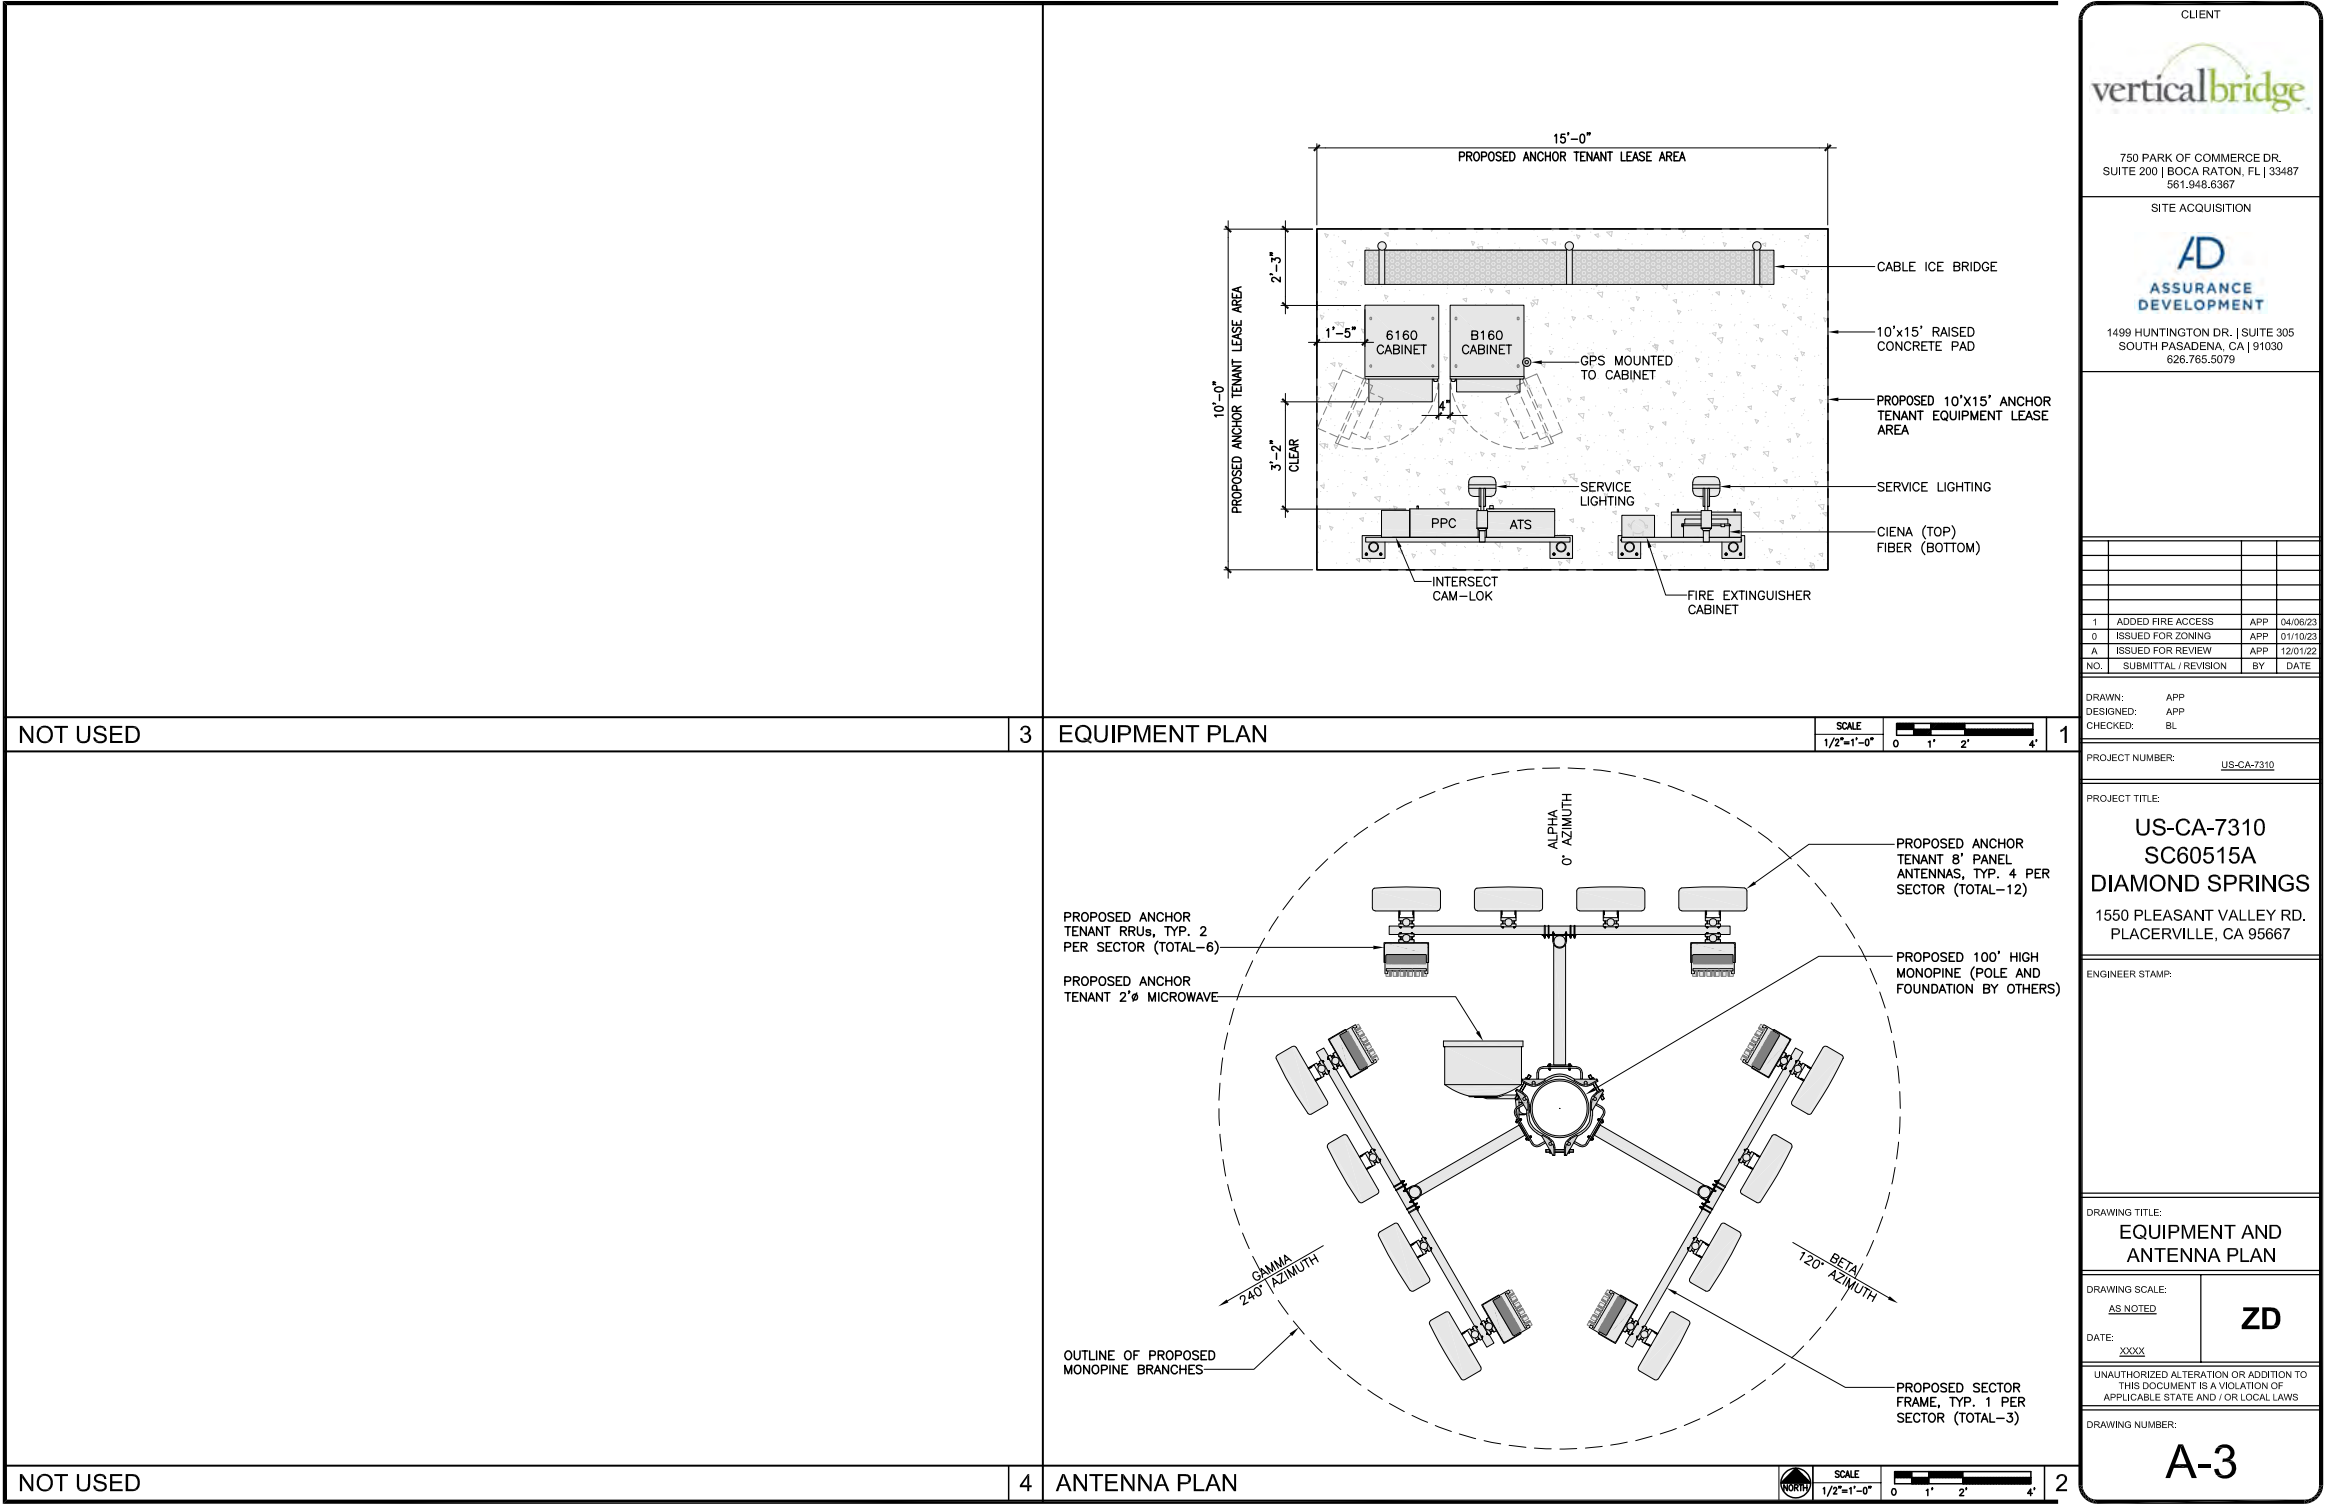 15'-0"
PROPOSED ANCHOR TENANT LEASE AREA
10'-0"
PROPOSED ANCHOR TENANT LEASE AREA
2'-3"
1'-5"
3'-2"
CLEAR
4"
6160
CABINET
B160
CABINET
GPS MOUNTED
TO CABINET
CABLE ICE BRIDGE
10'x15' RAISED
CONCRETE PAD
PROPOSED 10'X15' ANCHOR
TENANT EQUIPMENT LEASE
AREA
SERVICE
LIGHTING
SERVICE LIGHTING
PPC
ATS
CIENA (TOP)
FIBER (BOTTOM)
INTERSECT
CAM-LOK
FIRE EXTINGUISHER
CABINET
NOT USED
3
EQUIPMENT PLAN
SCALE
1/2"=1'-0"
0 1' 2' 4'
1
ALPHA
0° AZIMUTH
PROPOSED ANCHOR
TENANT 8' PANEL
ANTENNAS, TYP. 4 PER
SECTOR (TOTAL-12)
PROPOSED ANCHOR
TENANT RRUs, TYP. 2
PER SECTOR (TOTAL-6)
PROPOSED ANCHOR
TENANT 2'ø MICROWAVE
PROPOSED 100' HIGH
MONOPINE (POLE AND
FOUNDATION BY OTHERS)
GAMMA
240° AZIMUTH
BETA
120° AZIMUTH
OUTLINE OF PROPOSED
MONOPINE BRANCHES
PROPOSED SECTOR
FRAME, TYP. 1 PER
SECTOR (TOTAL-3)
NOT USED
4
ANTENNA PLAN
NORTH
SCALE
1/2"=1'-0"
0 1' 2' 4'
2
CLIENT
verticalbridge
750 PARK OF COMMERCE DR.
SUITE 200 | BOCA RATON, FL | 33487
561.948.6367
SITE ACQUISITION
AD
ASSURANCE
DEVELOPMENT
1499 HUNTINGTON DR. | SUITE 305
SOUTH PASADENA, CA | 91030
626.765.5079
1 ADDED FIRE ACCESS APP 04/06/23
0 ISSUED FOR ZONING APP 01/10/23
A ISSUED FOR REVIEW APP 12/01/22
NO. SUBMITTAL / REVISION BY DATE
DRAWN: APP
DESIGNED: APP
CHECKED: BL
PROJECT NUMBER:
US-CA-7310
PROJECT TITLE:
US-CA-7310
SC60515A
DIAMOND SPRINGS
1550 PLEASANT VALLEY RD.
PLACERVILLE, CA 95667
ENGINEER STAMP:
DRAWING TITLE:
EQUIPMENT AND
ANTENNA PLAN
DRAWING SCALE:
AS NOTED
DATE:
XXXX
ZD
UNAUTHORIZED ALTERATION OR ADDITION TO
THIS DOCUMENT IS A VIOLATION OF
APPLICABLE STATE AND / OR LOCAL LAWS
DRAWING NUMBER:
A-3